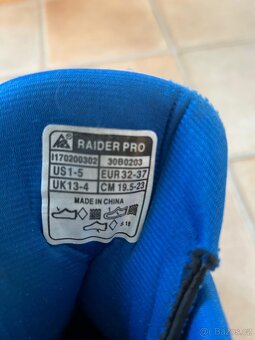 RAIDER PRO
I170200302 30B0203
US1-5 EUR 32-37
UK13-4 CM 19.5-23
MADE IN CHINA